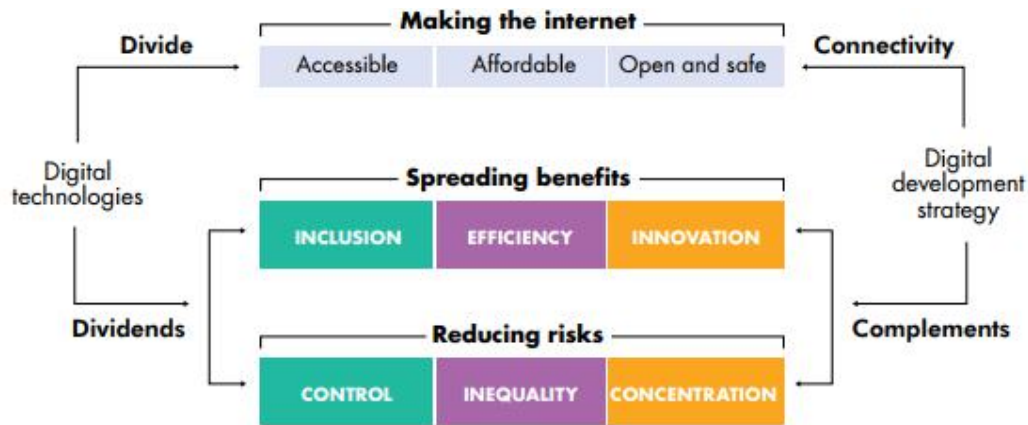 Making the internet
Divide
Connectivity
Accessible
Affordable
Open and safe
Digital
technologies
Digital
development
strategy
Spreading benefits
INCLUSION
EFFICIENCY
INNOVATION
Dividends
Complements
Reducing risks
CONTROL
INEQUALITY
CONCENTRATION